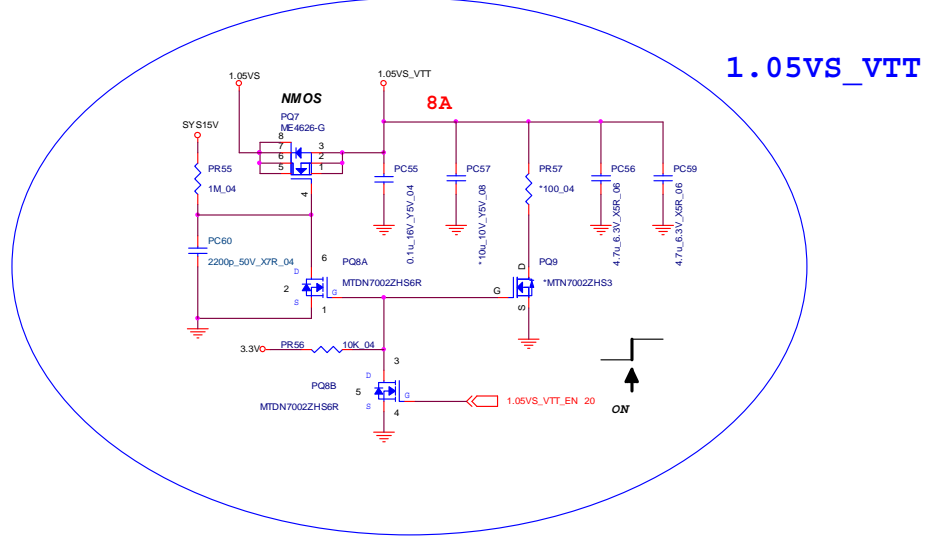 1.05VS_VTT
1.05VS
1.05VS_VTT
NMOS
8A
PQ7
ME4626-G
SYS15V
8
7
6
5
3
2
1
4
PR55
1M_04
PC55
0.1u_16V_Y5V_04
PC57
*10u_10V_Y5V_08
PR57
*100_04
PC56
4.7u_6.3V_X5R_06
PC59
4.7u_6.3V_X5R_06
PC60
2200p_50V_X7R_04
6
D
2
G
S
1
PQ8A
MTDN7002ZHS6R
D
G
S
PQ9
*MTN7002ZHS3
3.3V
PR56
10K_04
3
D
5
G
S
4
PQ8B
MTDN7002ZHS6R
1.05VS_VTT_EN 20
ON